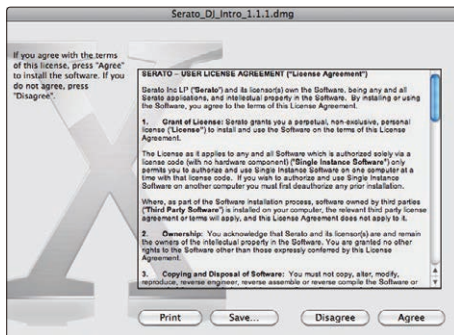 Serato_DJ_Intro_1.1.1.dmg
If you agree with the terms
of this license, press "Agree"
to install the software. If you
do not agree, press
"Disagree".
SERATO – USER LICENSE AGREEMENT ("License Agreement")
Serato Inc LP ("Serato") and its licensor(s) own the Software, being any and all
Serato applications, and intellectual property in the Software. By installing or using
the Software, you agree to the terms of this License Agreement.
1. Grant of License: Serato grants you a perpetual, non-exclusive, personal
license ("License") to install and use the Software on the terms of this License
Agreement.
The License as it applies to any and all Software which is authorized solely via a
license code (with no hardware component) ("Single Instance Software") only
permits you to authorize and use Single Instance Software on one computer at a
time with that license code. If you wish to authorize and use Single Instance
Software on another computer you must first deauthorize any prior installation.
Where, as part of the Software installation process, software owned by third parties
("Third Party Software") is installed on your computer, the relevant third party license
agreement or terms will apply, and this License Agreement does not apply to it.
2. Ownership: You acknowledge that Serato and its licensor(s) are and remain
the owners of the intellectual property in the Software. You are granted no other
rights to the Software other than those expressly conferred by this License
Agreement.
3. Copying and Disposal of Software: You must not copy, alter, modify,
reproduce, reverse engineer, reverse assemble or reverse compile the Software or
Print
Save...
Disagree
Agree